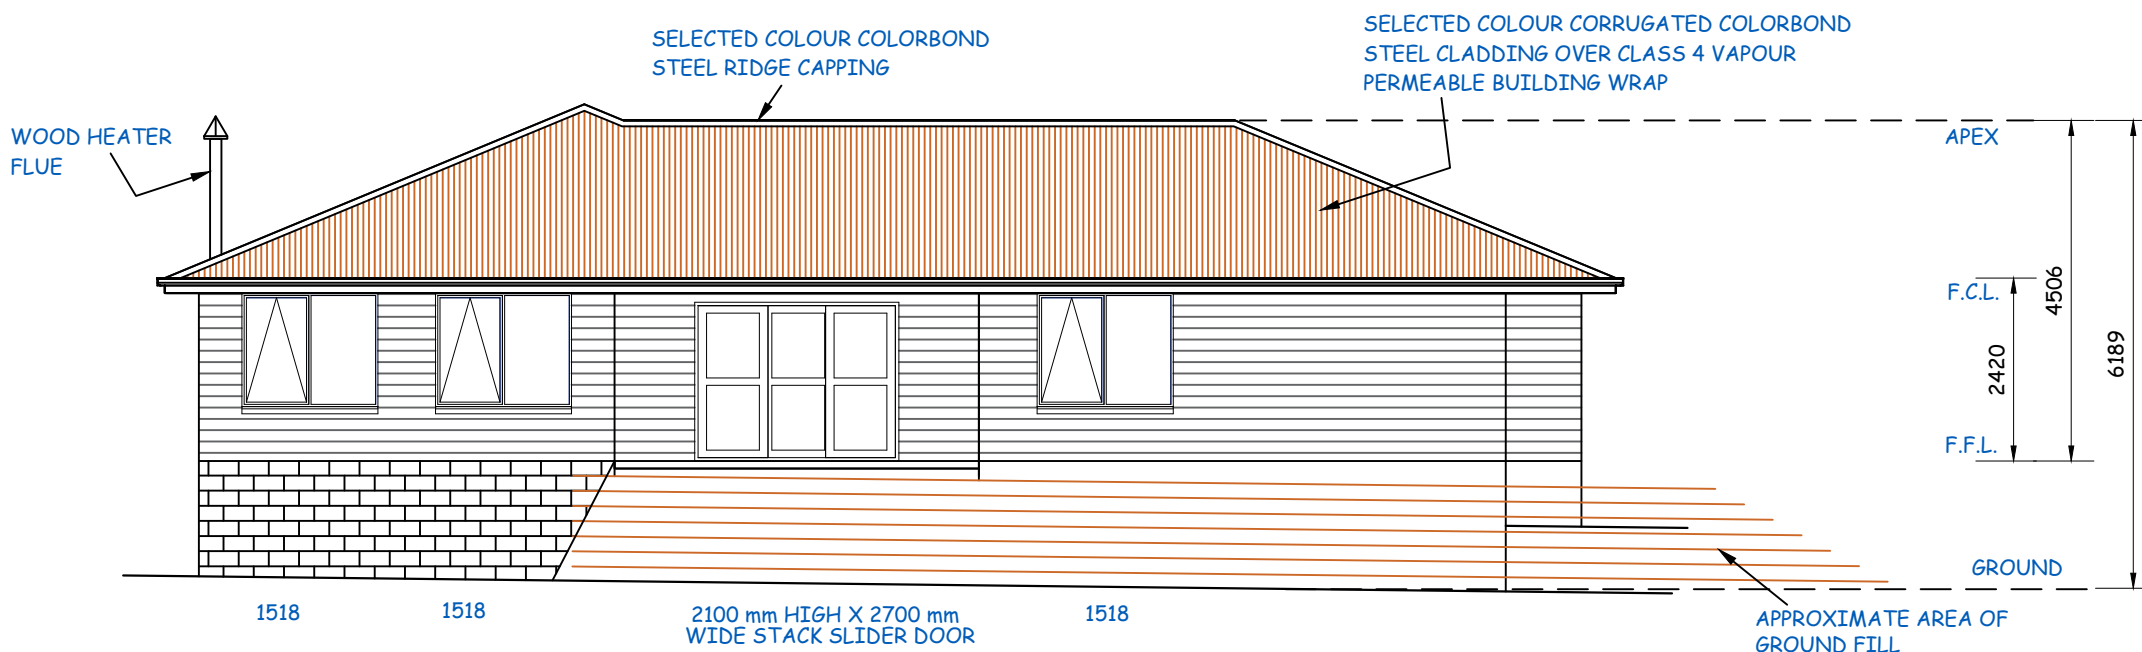 SELECTED COLOUR COLORBOND
STEEL RIDGE CAPPING
SELECTED COLOUR CORRUGATED COLORBOND
STEEL CLADDING OVER CLASS 4 VAPOUR
PERMEABLE BUILDING WRAP
WOOD HEATER
FLUE
APEX
F.C.L.
4506
2420
6189
F.F.L.
GROUND
1518
1518
2100 mm HIGH X 2700 mm
WIDE STACK SLIDER DOOR
1518
APPROXIMATE AREA OF
GROUND FILL